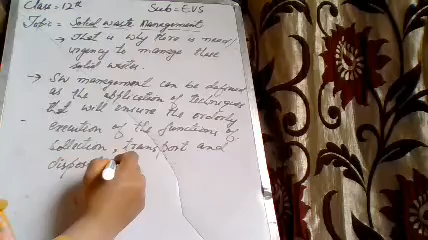 Class = 12th Sub = E.VS
Topic = Solid waste Management
→ That is why there is need/
urgency to manage these
solid wastes.
→ SW management can be defined
as the application of techniques
that will ensure the orderly
execution of the functions of
collection, transport and
dispos